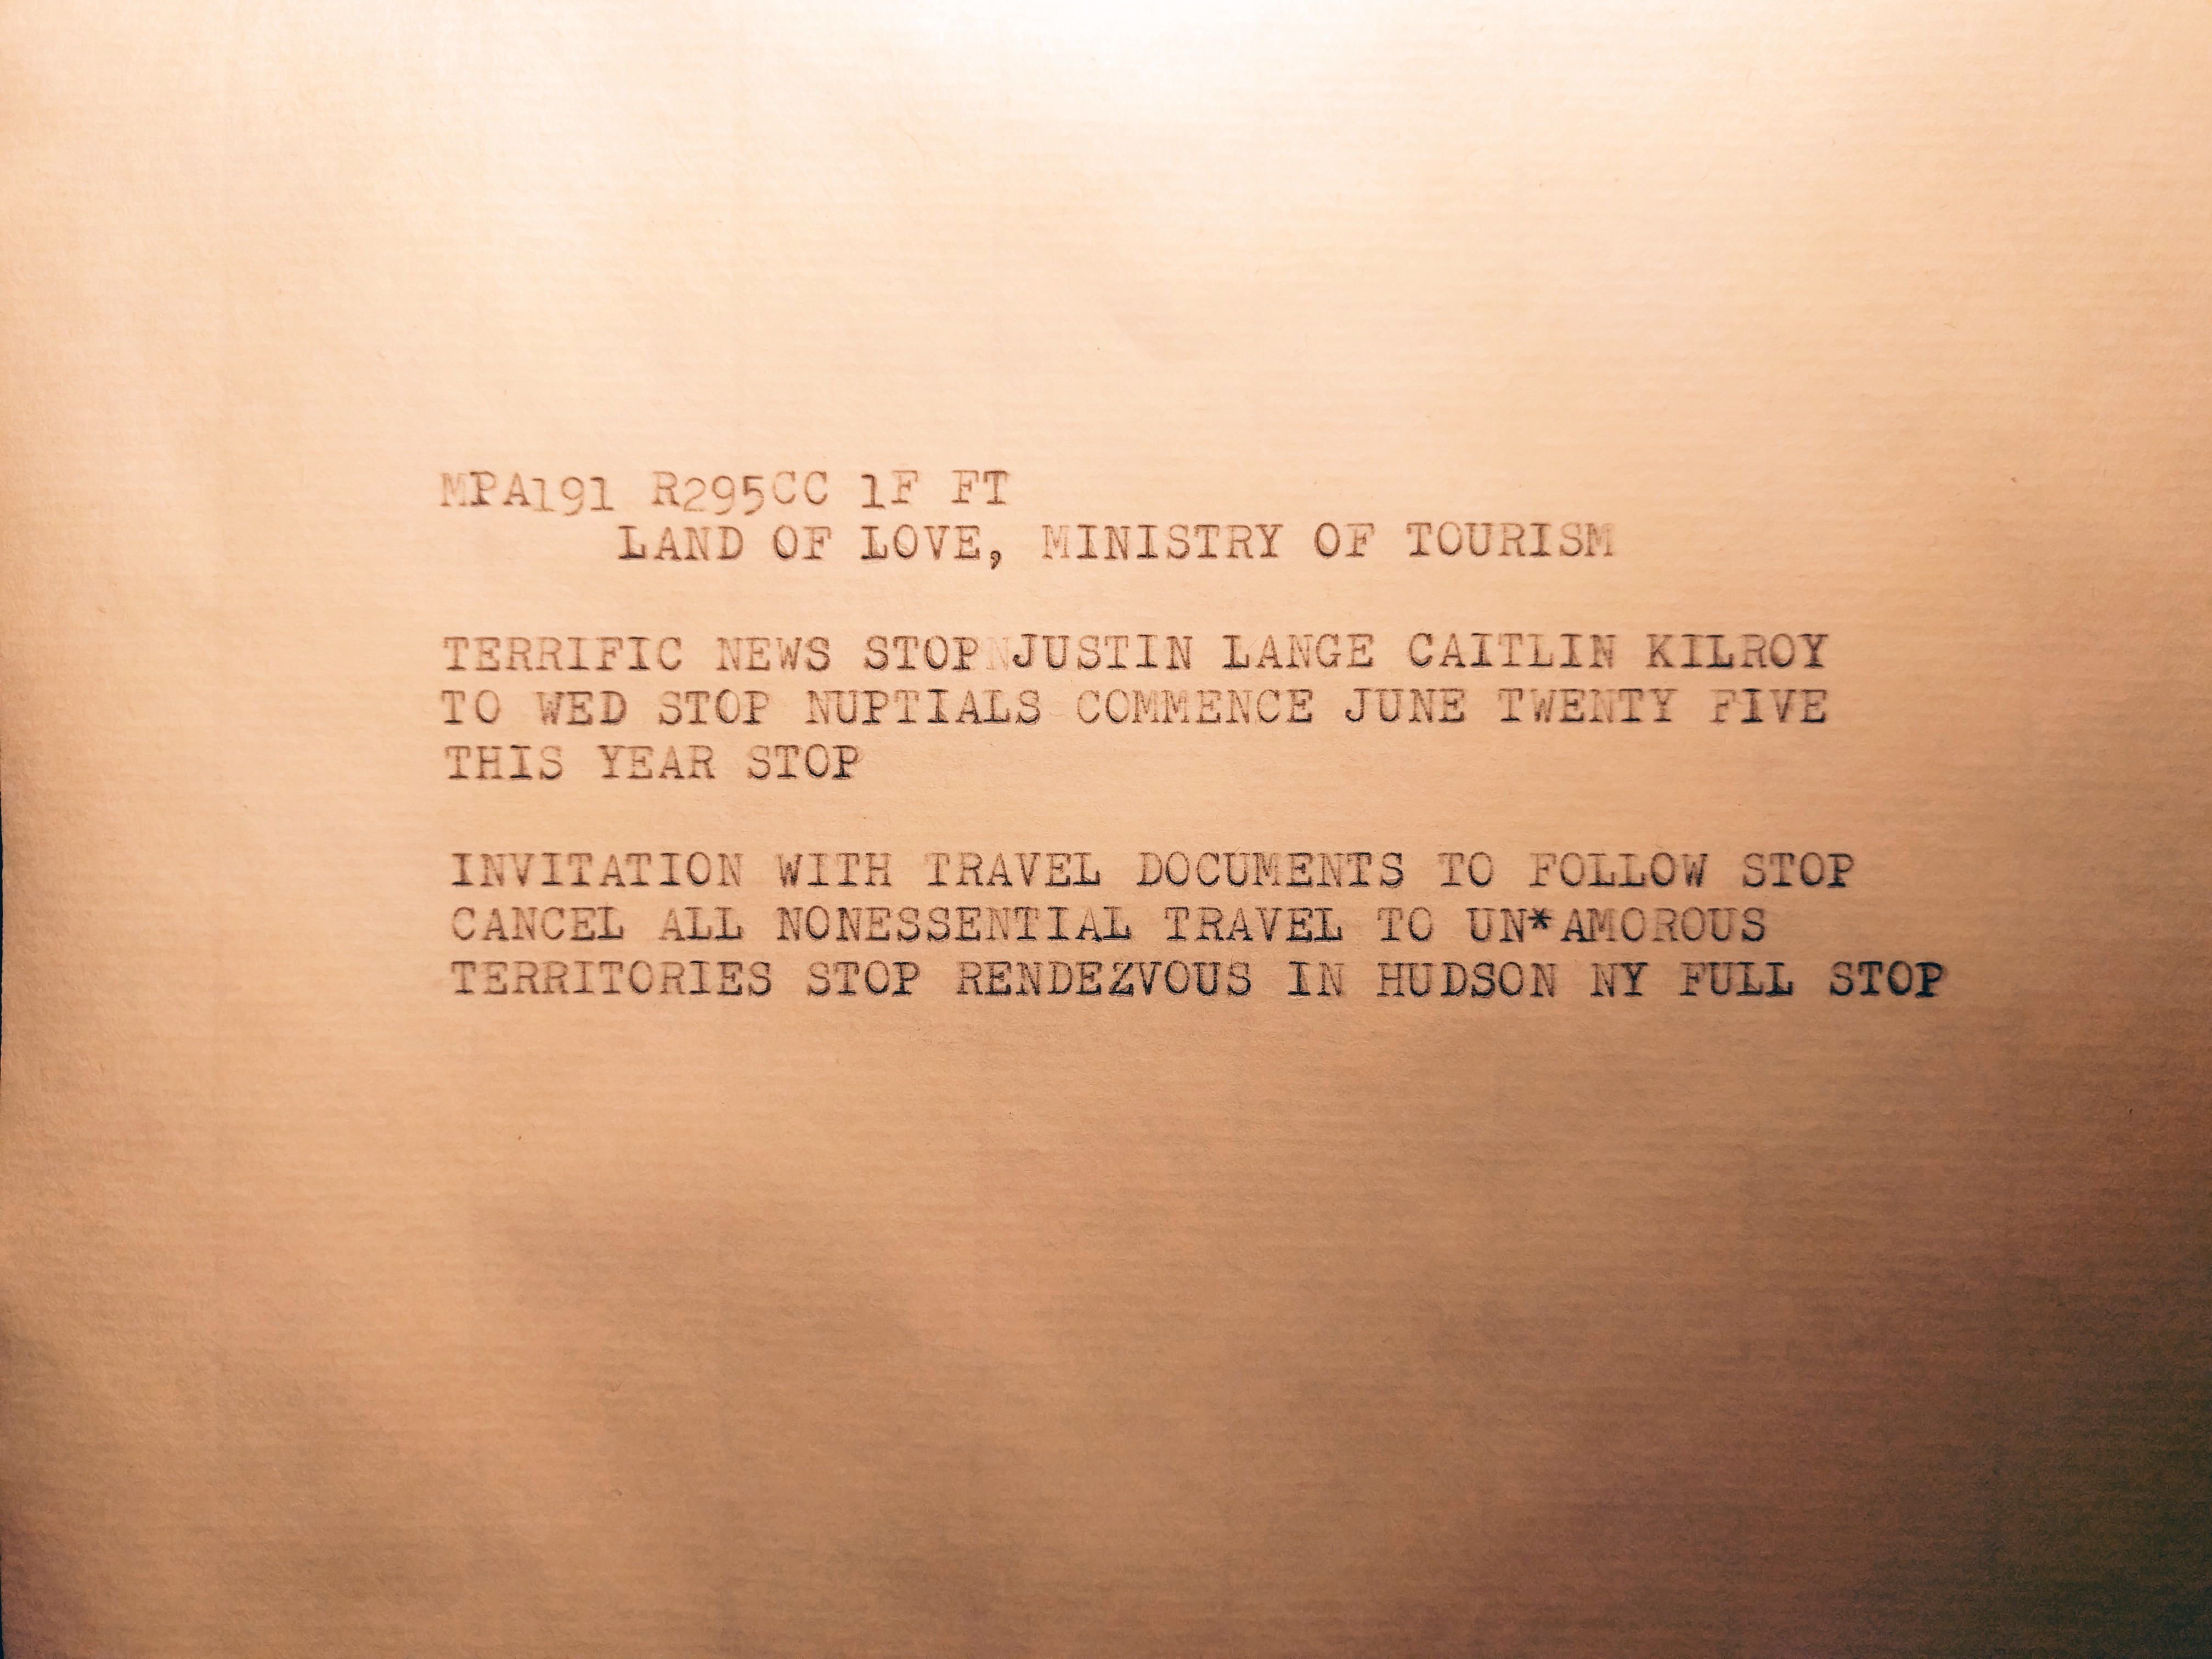 MPA191 R295CC 1F FT
LAND OF LOVE, MINISTRY OF TOURISM
TERRIFIC NEWS STOP JUSTIN LANGE CAITLIN KILROY
TO WED STOP NUPTIALS COMMENCE JUNE TWENTY FIVE
THIS YEAR STOP
INVITATION WITH TRAVEL DOCUMENTS TO FOLLOW STOP
CANCEL ALL NONESSENTIAL TRAVEL TO UN*AMOROUS
TERRITORIES STOP RENDEZVOUS IN HUDSON NY FULL STOP